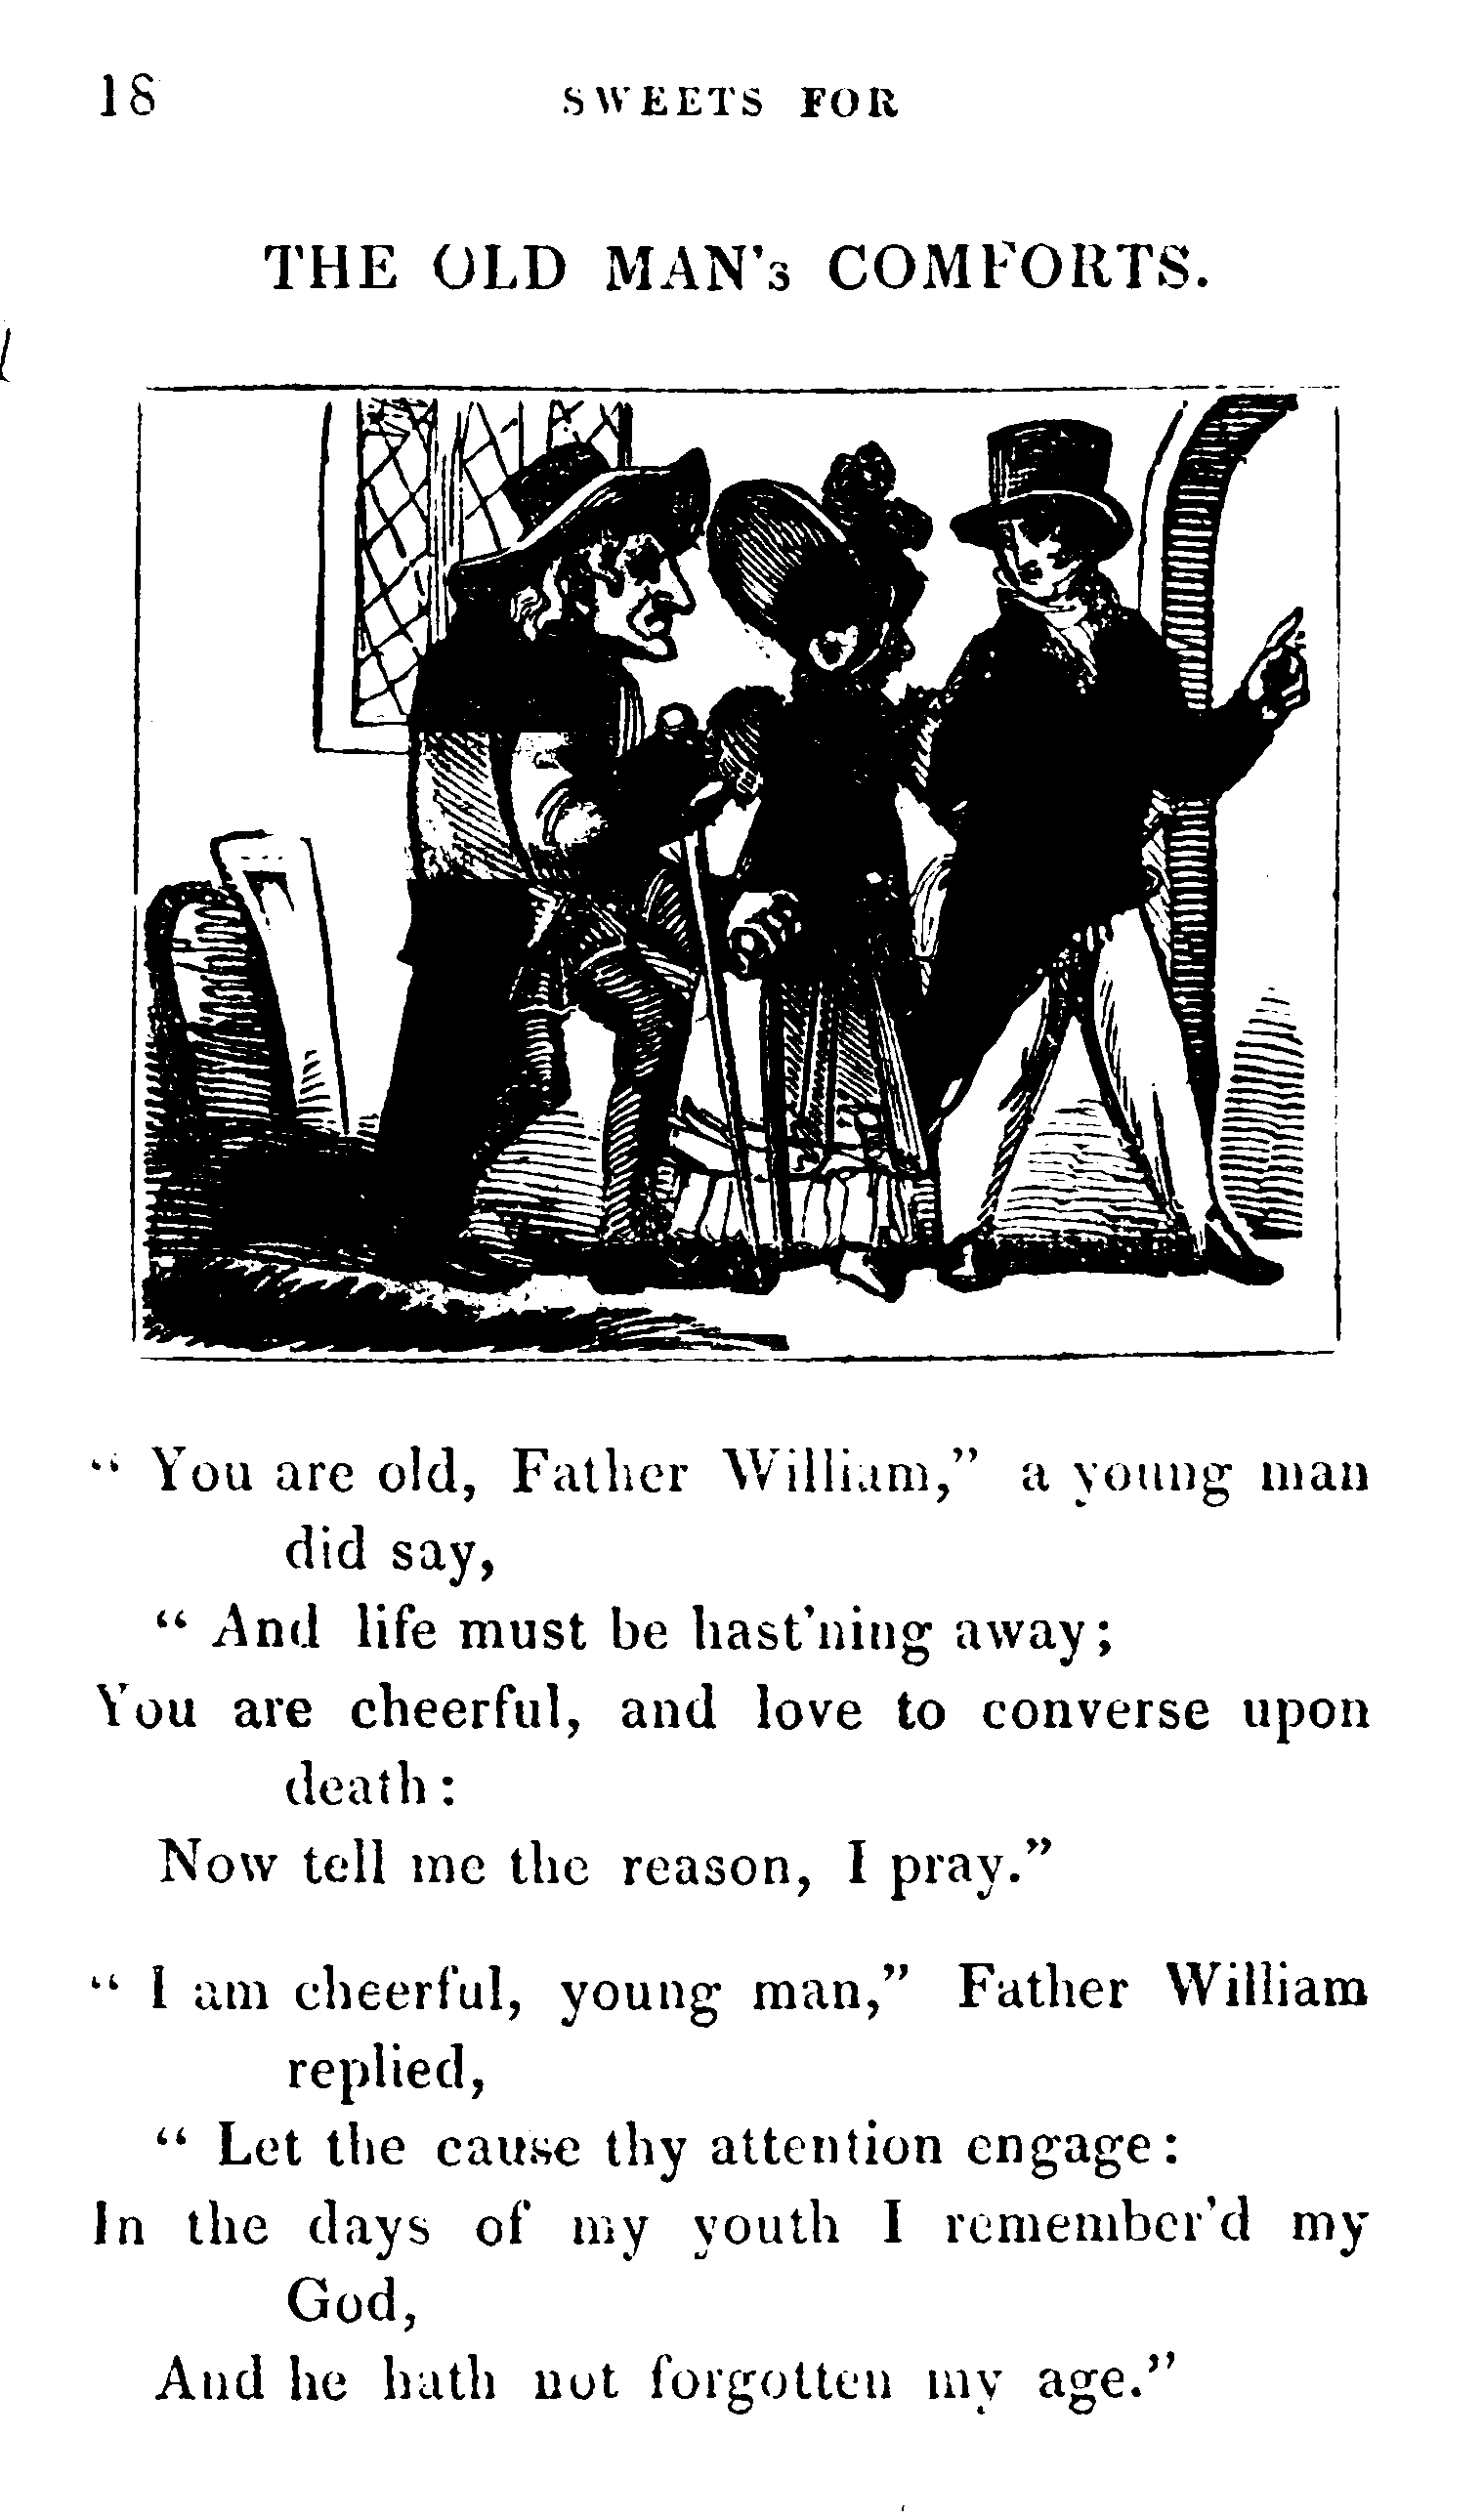 18 SWEETS FOR
THE OLD MAN's COMFORTS.
“ You are old, Father William,” a young man
did say,
“ And life must be hast'ning away;
You are cheerful, and love to converse upon
death :
Now tell me the reason, I pray.”
“ I am cheerful, young man,” Father William
replied,
“ Let the cause thy attention engage :
In the days of my youth I remember'd my
God,
And he hath not forgotten my age.”